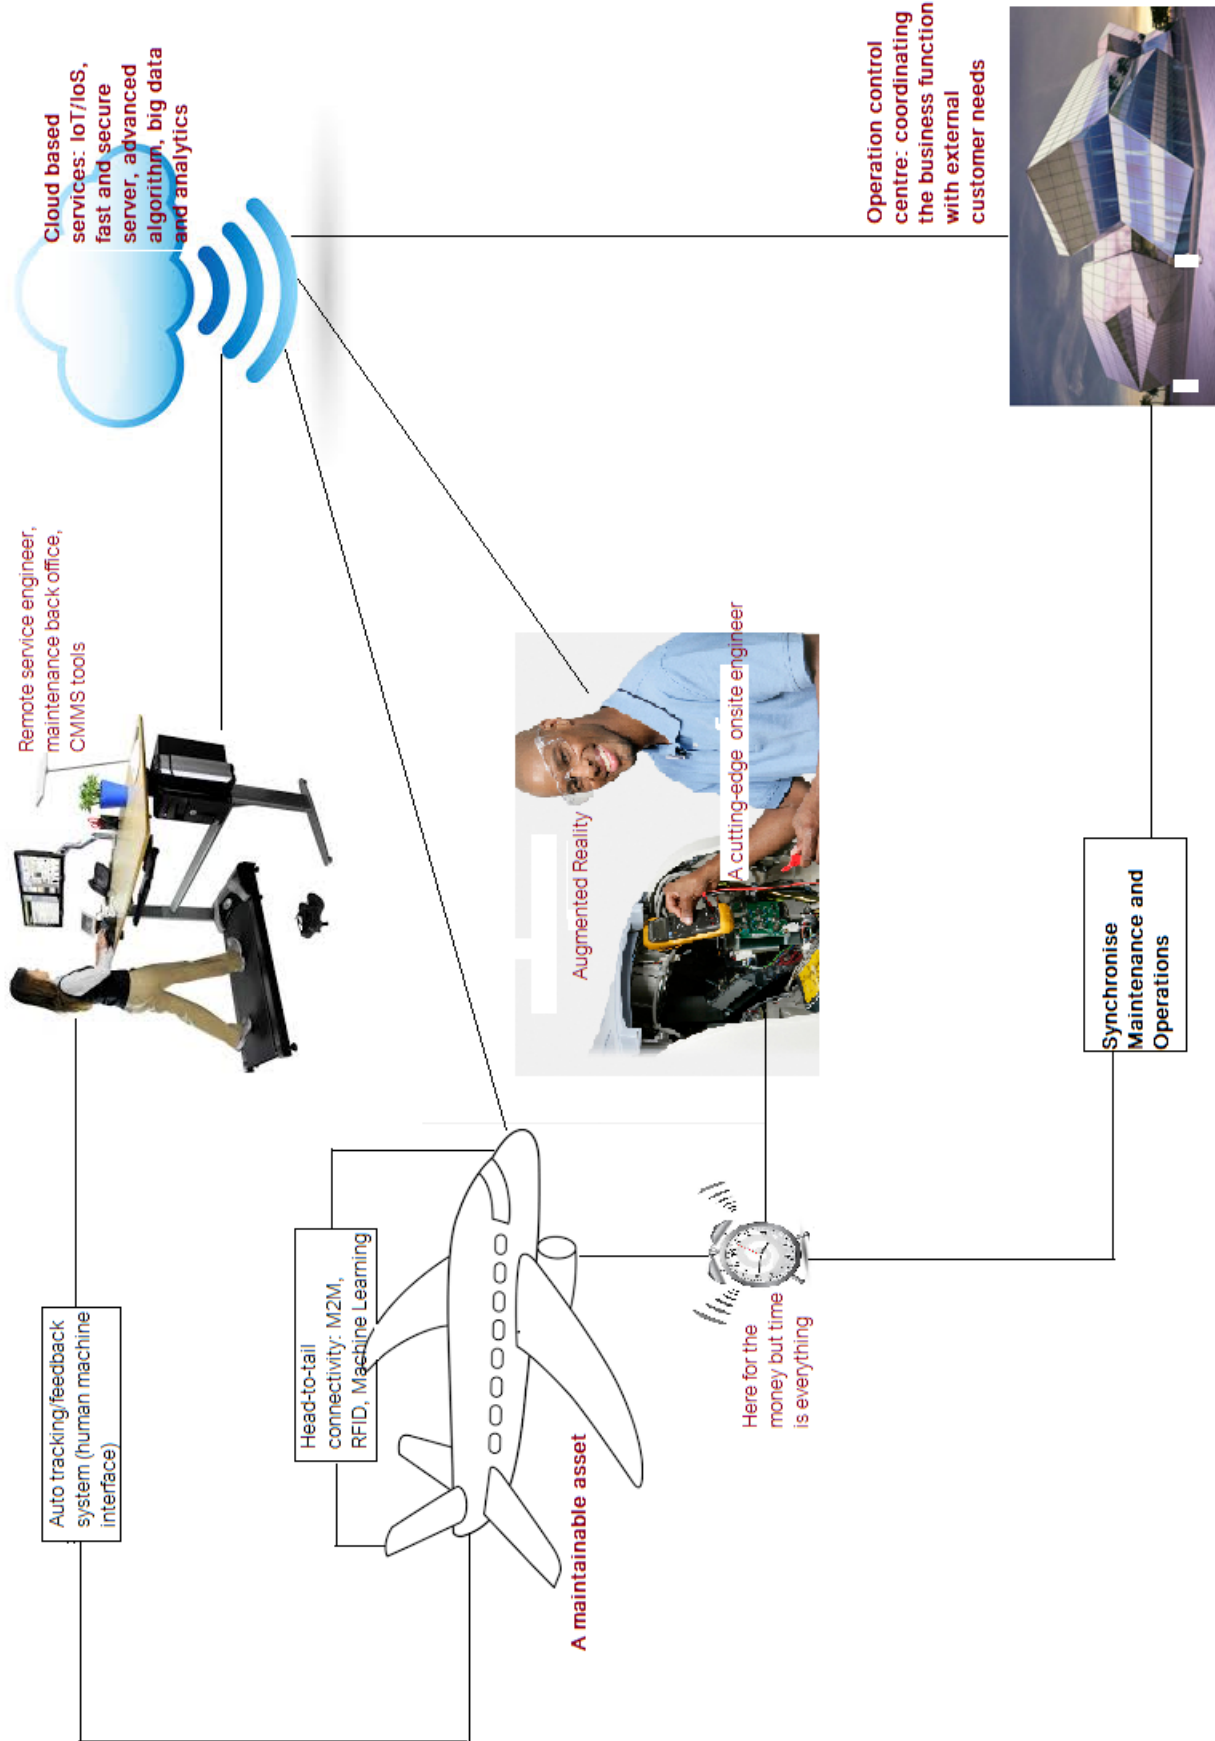 Auto tracking/feedback
system (human machine
interface)
Remote service engineer,
maintenance back office,
CMMS tools
Cloud based
services: IoT/IoS,
fast and secure
server, advanced
algorithm, big data
and analytics
Head-to-tail
connectivity: M2M,
RFID, Machine Learning
A maintainable asset
Augmented Reality
A cutting-edge onsite engineer
Here for the
money but time
is everything
Operation control
centre: coordinating
the business function
with external
customer needs
Synchronise
Maintenance and
Operations